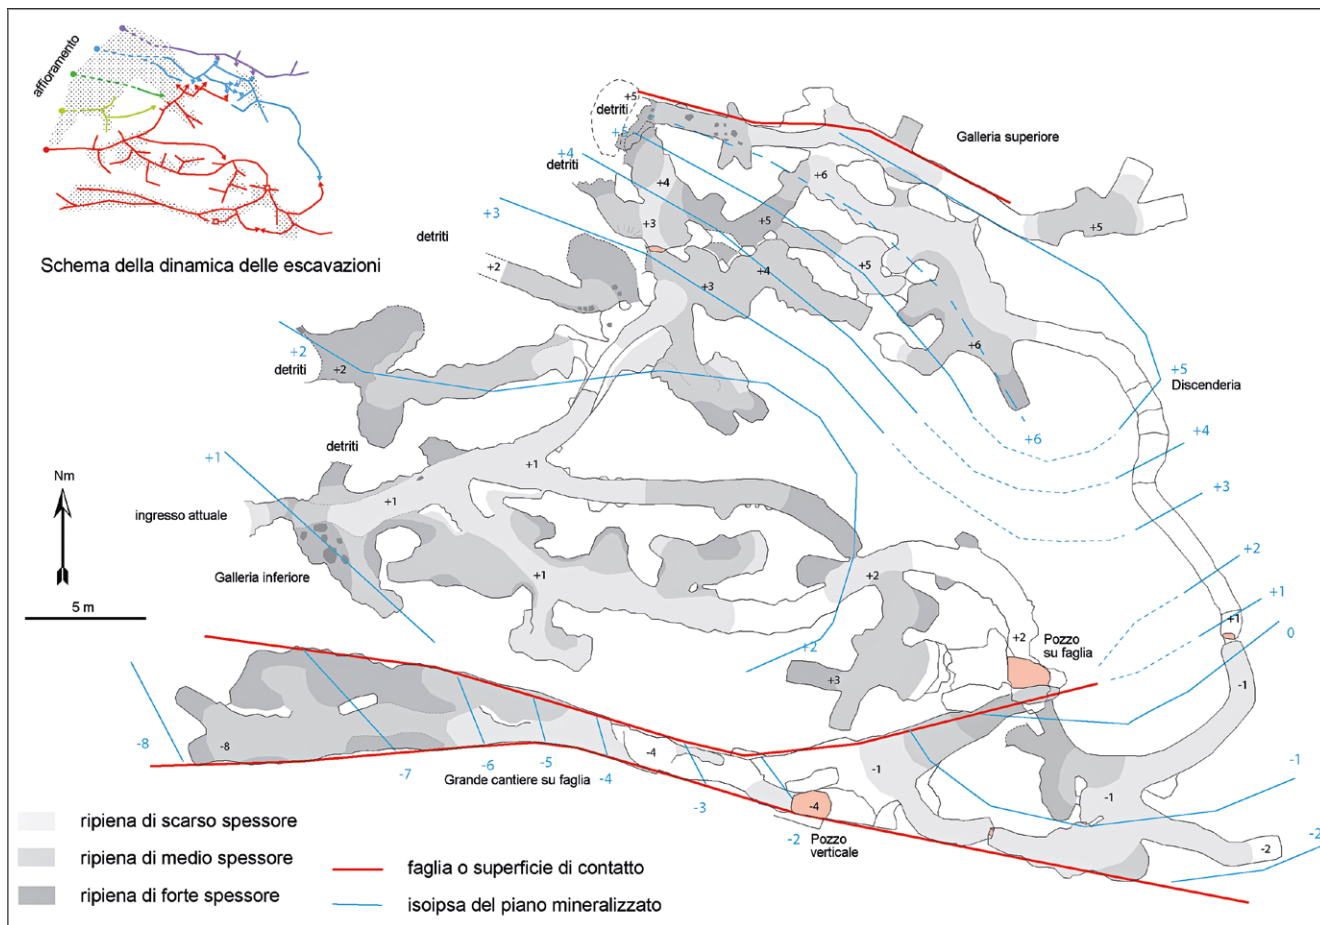 affioramento
Schema della dinamica delle escavazioni
detriti
+5
+5
+4
detriti
+3
detriti
+2
+4
+3
+6
+5
+5
+4
+3
+6
Galleria superiore
+5
+5
Discenderia
+6
+4
+3
+2
+1
0
+2
detriti
+2
detriti
+1
Nm
ingresso attuale
+1
+1
Galleria inferiore
+1
5 m
+2
+2
+2
+3
Pozzo
su faglia
+1
-1
-8
-8
-7
-6
-5
-4
-4
-3
-2
Grande cantiere su faglia
-1
-4
Pozzo
verticale
-1
-2
-1
-2
ripiena di scarso spessore
ripiena di medio spessore
ripiena di forte spessore
faglia o superficie di contatto
isoipsa del piano mineralizzato